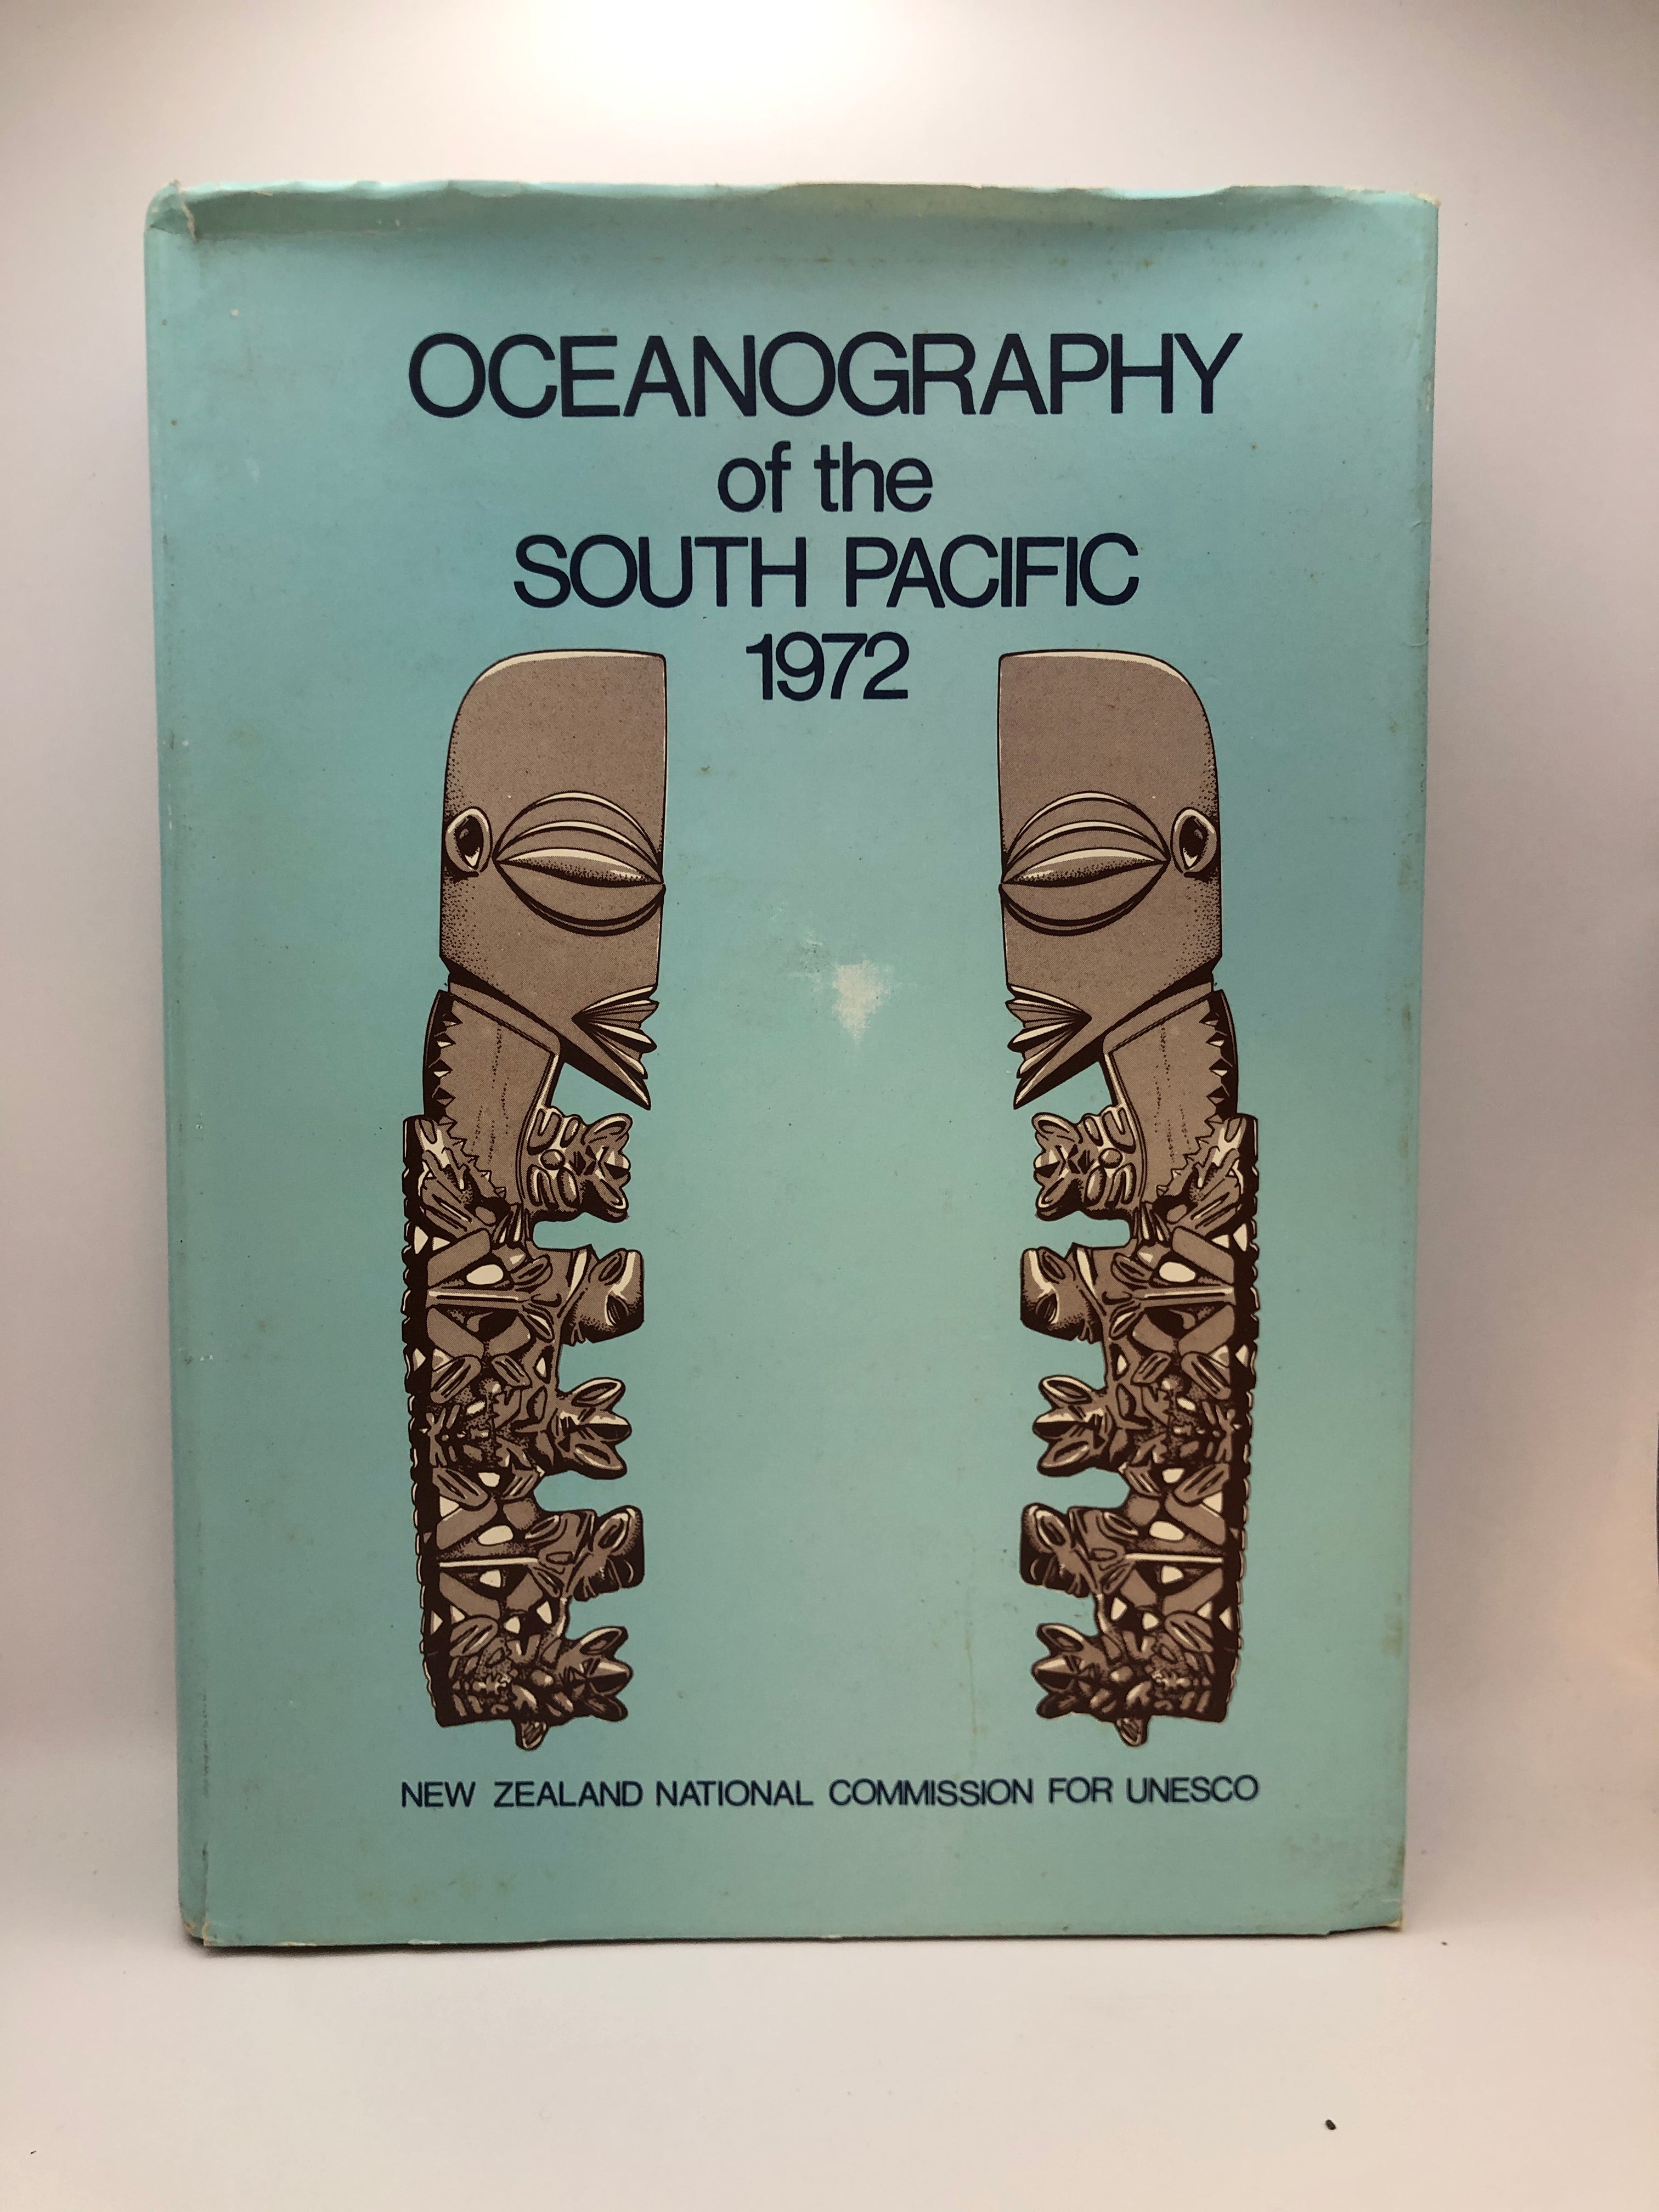 OCEANOGRAPHY
of the
SOUTH PACIFIC
1972
NEW ZEALAND NATIONAL COMMISSION FOR UNESCO